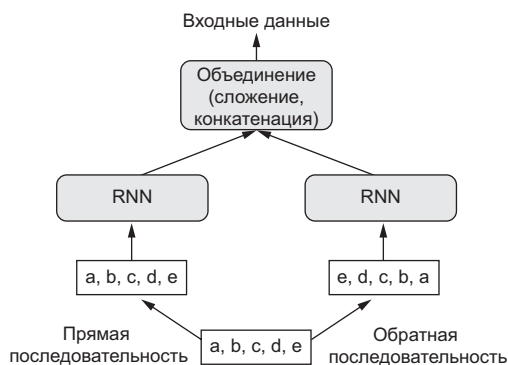 Входные данные
Объединение
(сложение,
конкатенация)
RNN
RNN
a, b, c, d, e
e, d, c, b, a
Прямая
последовательность
a, b, c, d, e
Обратная
последовательность